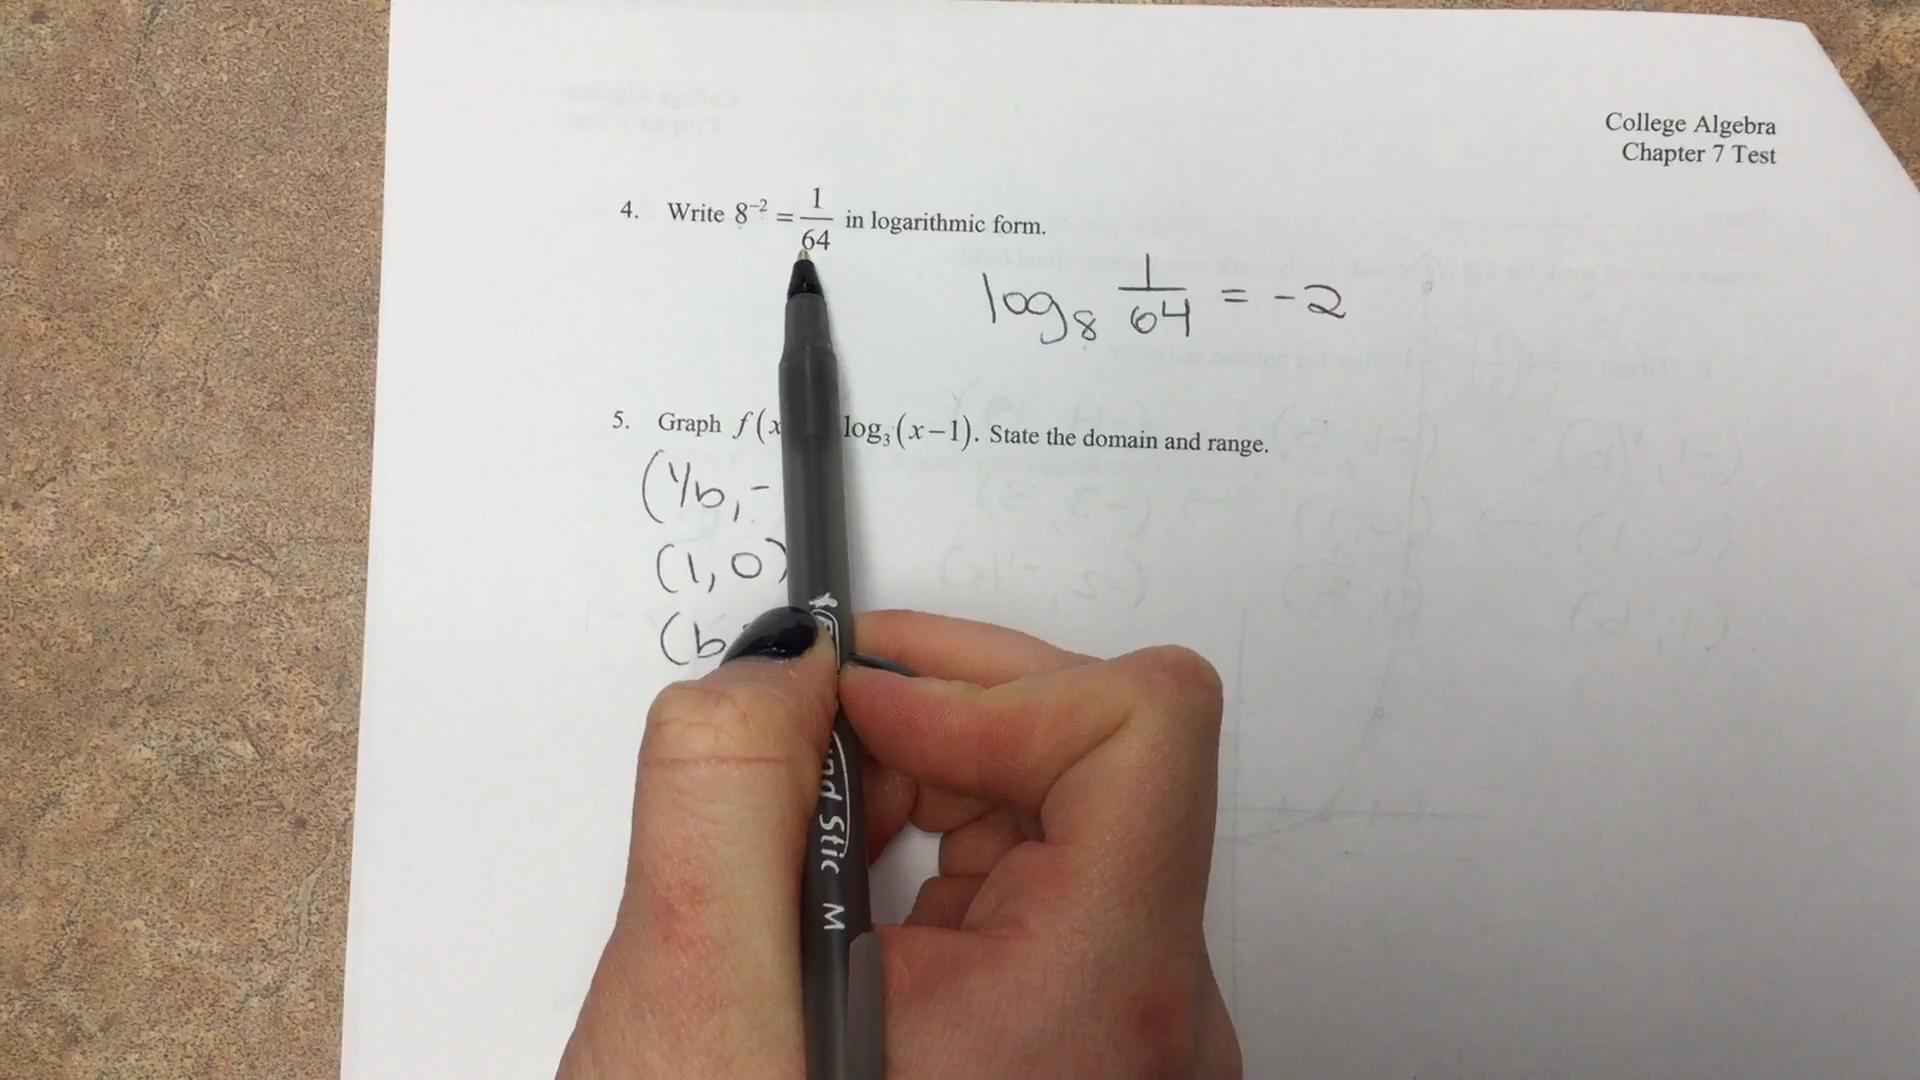 College Algebra
Chapter 7 Test
4. Write 8⁻² = 1/64 in logarithmic form.
log₈ 1/64 = -2
5. Graph f(x log₃(x-1). State the domain and range.
(1/b, -
(1, 0)
(b
Stic M